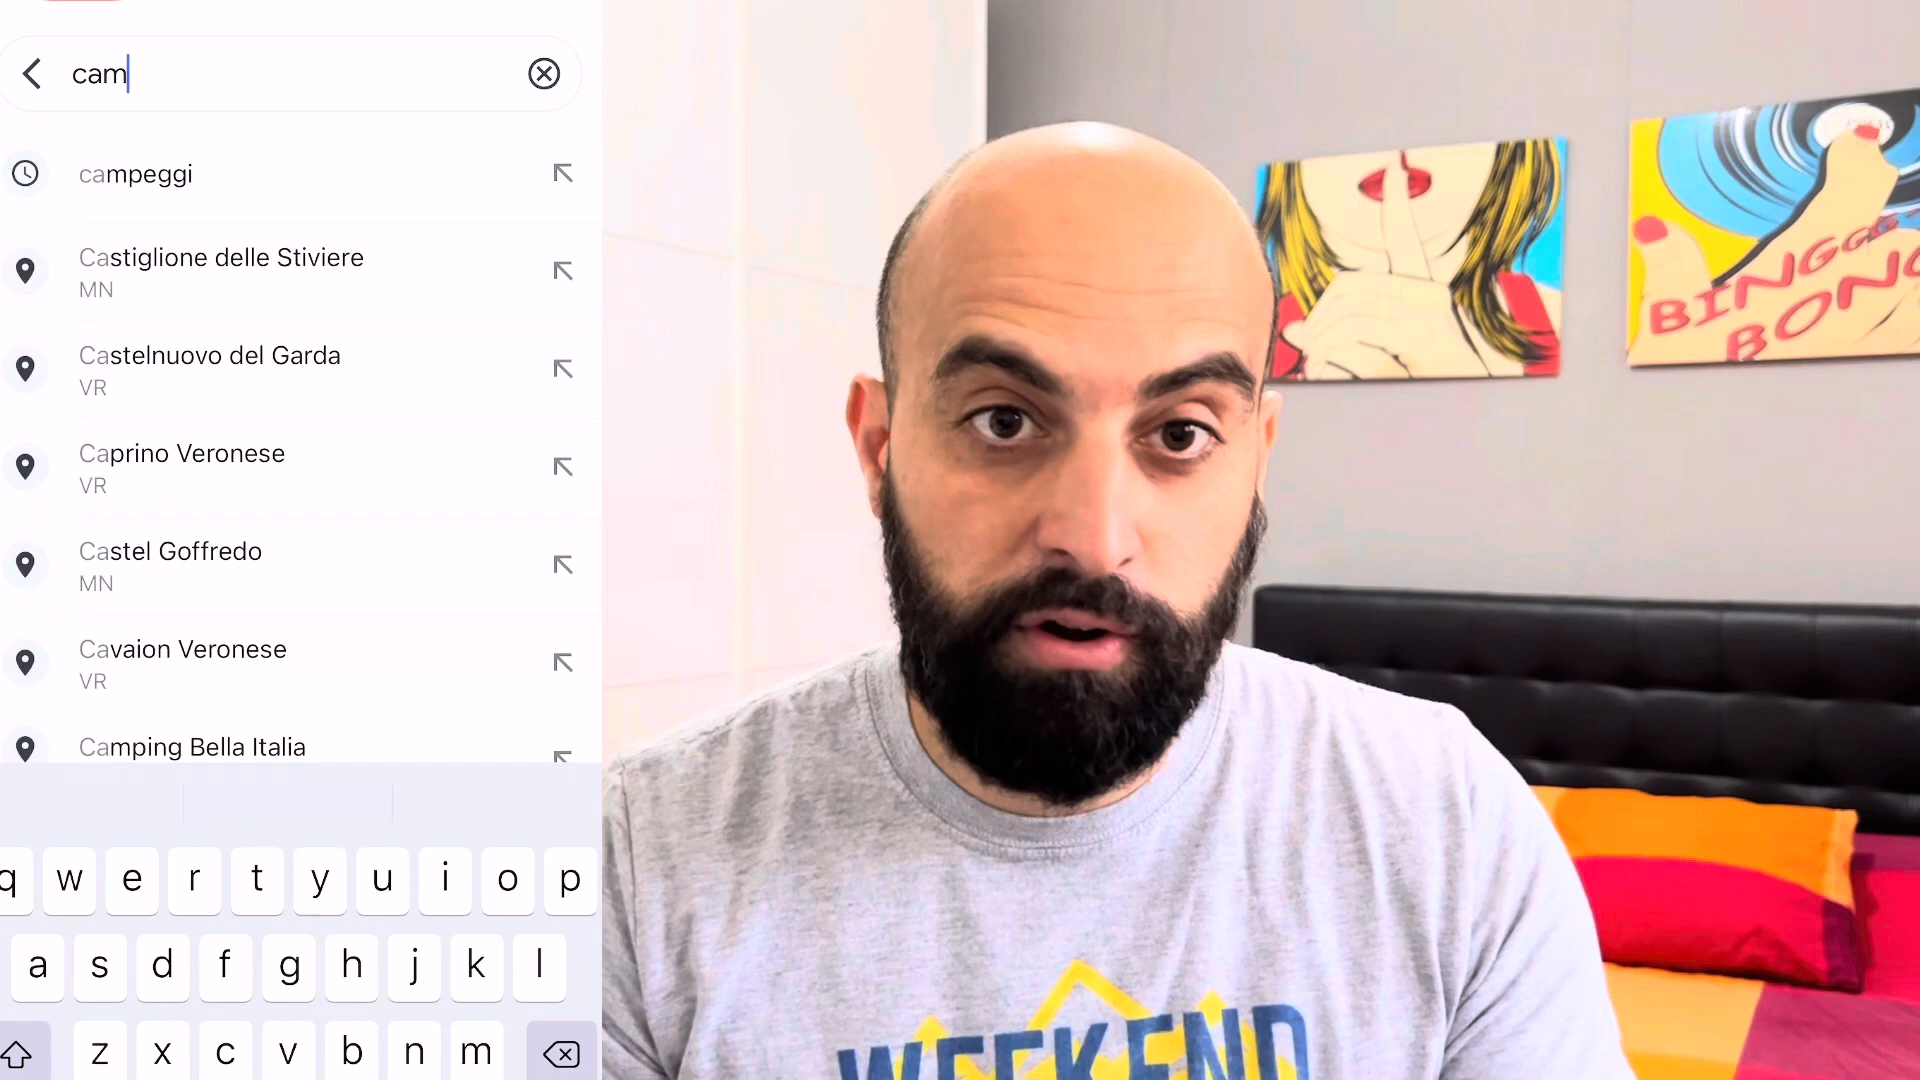 cam
campeggi
Castiglione delle Stiviere
MN
Castelnuovo del Garda
VR
Caprino Veronese
VR
Castel Goffredo
MN
Cavaion Veronese
VR
Camping Bella Italia
q w e r t y u i o p
a s d f g h j k l
z x c v b n m
BINGGG
BONG
WEEKEND